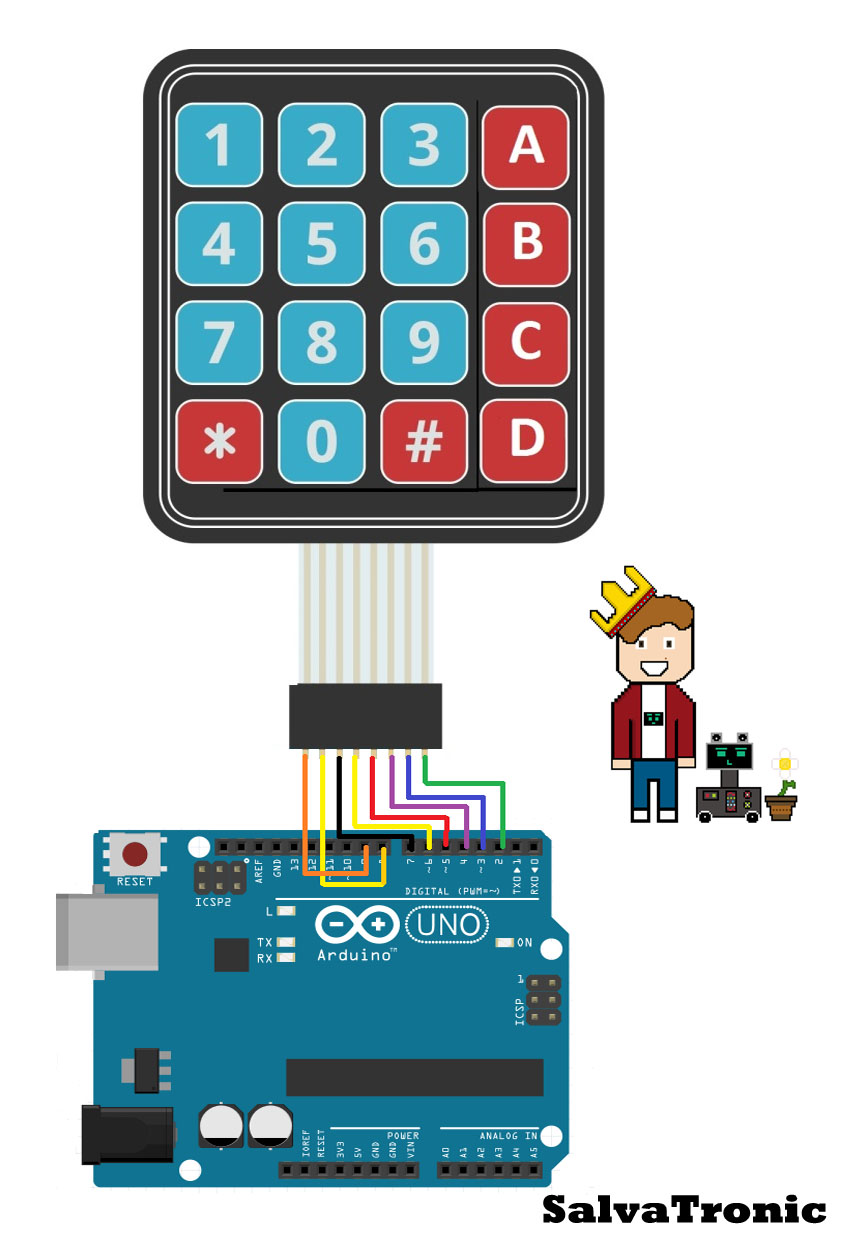 1 2 3 A
4 5 6 B
7 8 9 C
* 0 # D
RESET
ICSP2
AREF
GND
13
12
~11
~10
9
8
7
~6
~5
4
~3
2
TX0▶1
RX0◀0
DIGITAL (PWM=~)
L
TX
RX
UNO
Arduino™
ON
1
ICSP
IOREF
RESET
3V3
5V
GND
GND
VIN
POWER
A0
A1
A2
A3
A4
A5
ANALOG IN
SalvaTronic